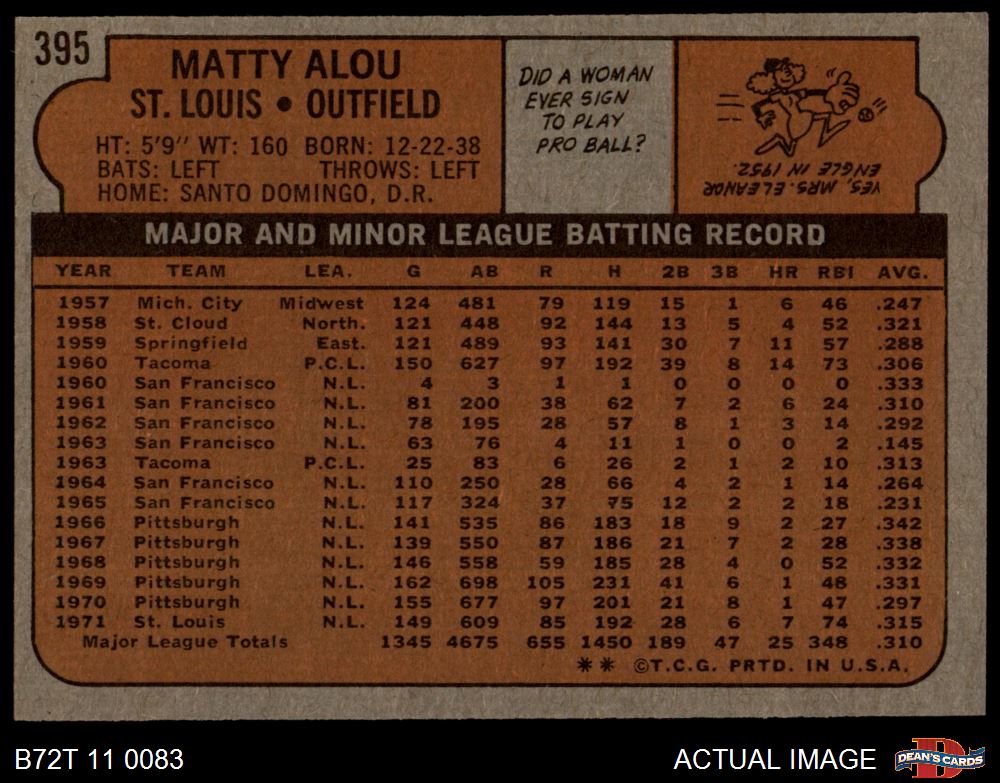 395
MATTY ALOU
ST. LOUIS • OUTFIELD
HT: 5'9" WT: 160 BORN: 12-22-38
BATS: LEFT THROWS: LEFT
HOME: SANTO DOMINGO, D.R.
DID A WOMAN
EVER SIGN
TO PLAY
PRO BALL?
YES, MRS. ELEANOR
ENGLE IN 1952.
MAJOR AND MINOR LEAGUE BATTING RECORD
YEAR TEAM LEA. G AB R H 2B 3B HR RBI AVG.
1957 Mich. City Midwest 124 481 79 119 15 1 6 46 .247
1958 St. Cloud North. 121 448 92 144 13 5 4 52 .321
1959 Springfield East. 121 489 93 141 30 7 11 57 .288
1960 Tacoma P.C.L. 150 627 97 192 39 8 14 73 .306
1960 San Francisco N.L. 4 3 1 1 0 0 0 0 .333
1961 San Francisco N.L. 81 200 38 62 7 2 6 24 .310
1962 San Francisco N.L. 78 195 28 57 8 1 3 14 .292
1963 San Francisco N.L. 63 76 4 11 1 0 0 2 .145
1963 Tacoma P.C.L. 25 83 6 26 2 1 2 10 .313
1964 San Francisco N.L. 110 250 28 66 4 2 1 14 .264
1965 San Francisco N.L. 117 324 37 75 12 2 2 18 .231
1966 Pittsburgh N.L. 141 535 86 183 18 9 2 27 .342
1967 Pittsburgh N.L. 139 550 87 186 21 7 2 28 .338
1968 Pittsburgh N.L. 146 558 59 185 28 4 0 52 .332
1969 Pittsburgh N.L. 162 698 105 231 41 6 1 48 .331
1970 Pittsburgh N.L. 155 677 97 201 21 8 1 47 .297
1971 St. Louis N.L. 149 609 85 192 28 6 7 74 .315
Major League Totals 1345 4675 655 1450 189 47 25 348 .310
** ©T.C.G. PRTD. IN U.S.A.
B72T 11 0083
ACTUAL IMAGE
D
DEAN'S CARDS